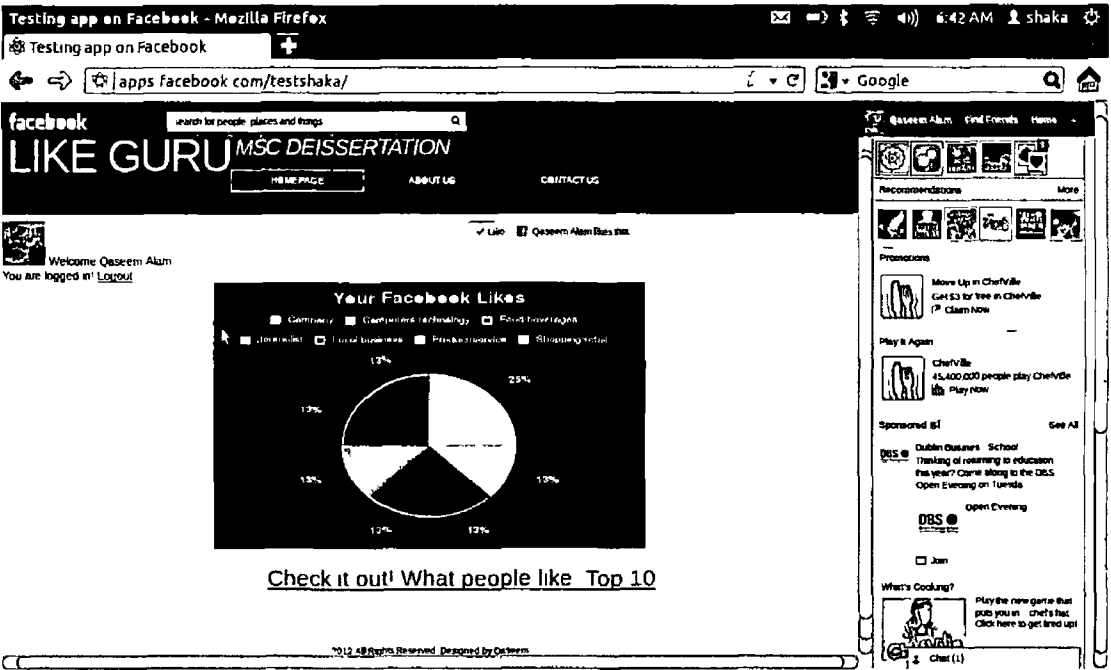 Testing app on Facebook - Mozilla Firefox
6:42 AM shaka
Testing app on Facebook
apps facebook com/testshaka/
Google
facebook
search for people places and things
Qaseem Alam Find Friends Home
LIKE GURU MSC DEISSERTATION
HOMEPAGE ABOUT US CONTACT US
Recommendations More
Like Qaseem Alam
Welcome Qaseem Alam
You are logged in! Logout
Promotions
Move Up in ChefVille
Get $3 for free in ChefVille
Claim Now
Play it Again
ChefVille
45,400,000 people play ChefVille
Play Now
Your Facebook Likes
Company Computers technology Food beverages
Journalist Local business Product service Shopping retail
13%
25%
13%
13%
13%
13%
13%
Sponsored See All
DBS
Dublin Business School
Thinking of returning to education
this year? Come along to the DBS
Open Evening on Tuesda
Open Evening
DBS
Join
Check it out! What people like Top 10
What's Cooking?
Play the new game that
puts you in chef's hat
Click here to get fired up!
2012 All Rights Reserved Designed by Qaseem
Chat (1)